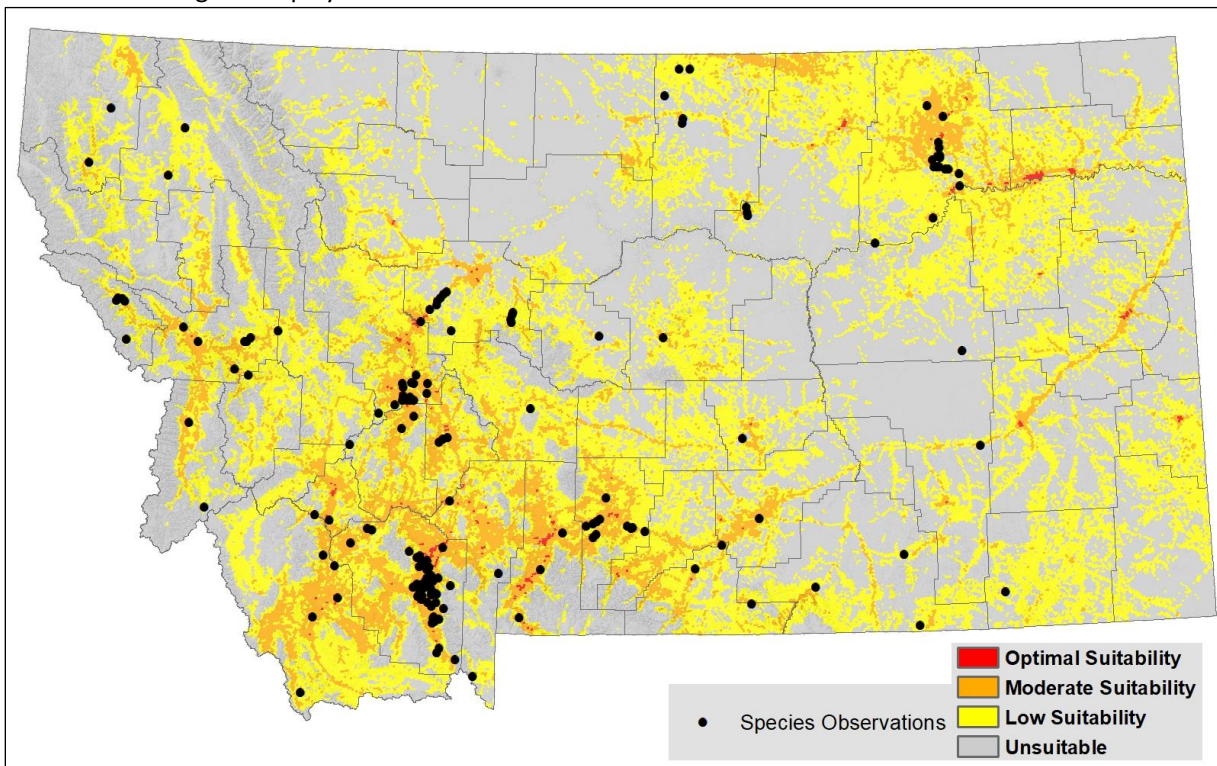 Optimal Suitability
Moderate Suitability
Species Observations
Low Suitability
Unsuitable